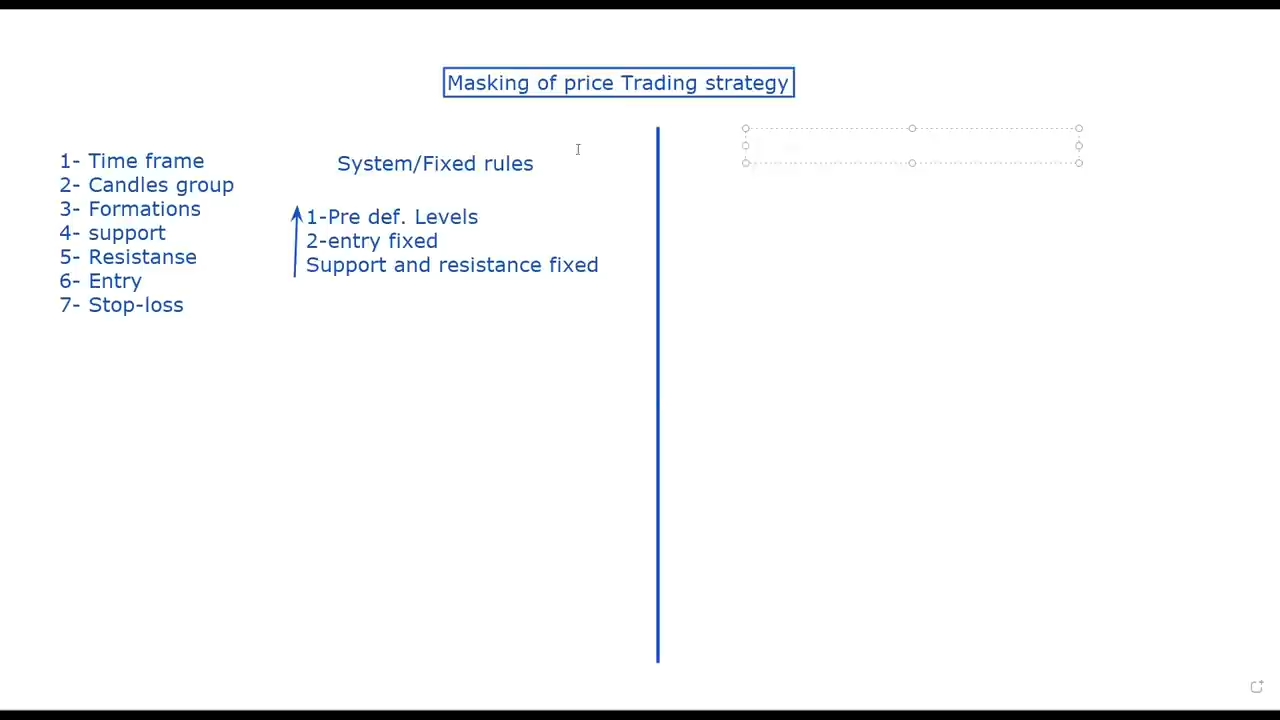 Masking of price Trading strategy
1- Time frame
2- Candles group
3- Formations
4- support
5- Resistanse
6- Entry
7- Stop-loss
System/Fixed rules
1-Pre def. Levels
2-entry fixed
Support and resistance fixed